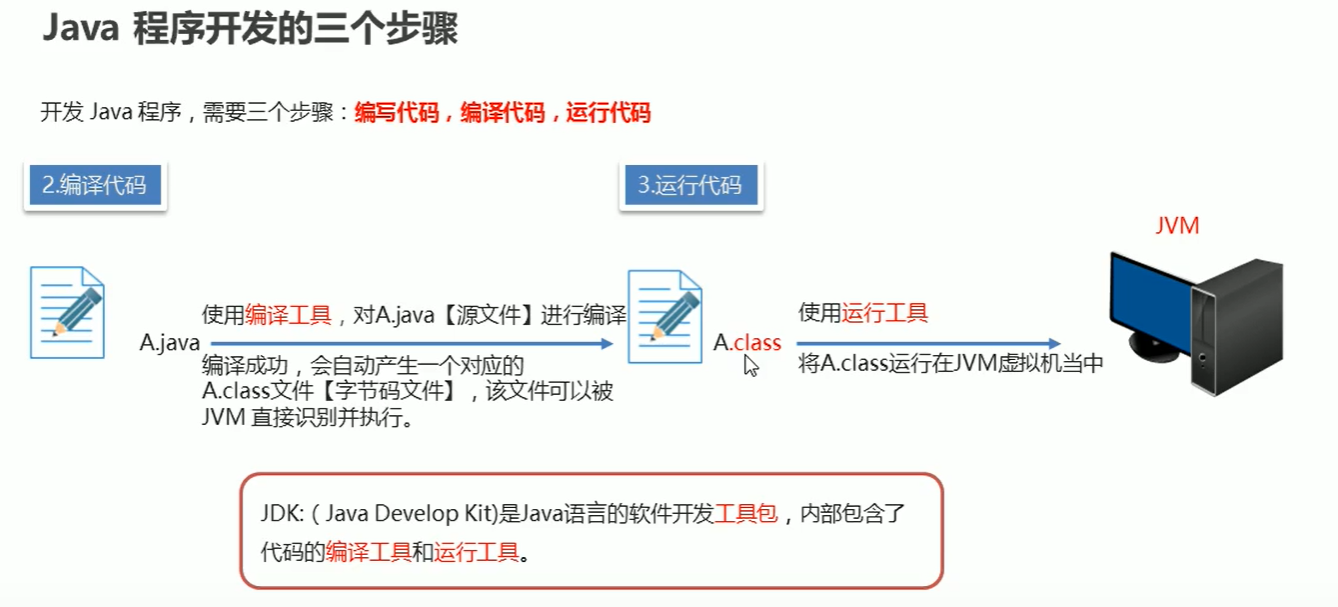 Java 程序开发的三个步骤
开发 Java 程序，需要三个步骤：编写代码，编译代码，运行代码
2.编译代码
3.运行代码
JVM
A.java
使用编译工具，对A.java【源文件】进行编译
编译成功，会自动产生一个对应的
A.class文件【字节码文件】，该文件可以被
JVM 直接识别并执行。
A.class
使用运行工具
将A.class运行在JVM虚拟机当中
JDK:（Java Develop Kit)是Java语言的软件开发工具包，内部包含了
代码的编译工具和运行工具。